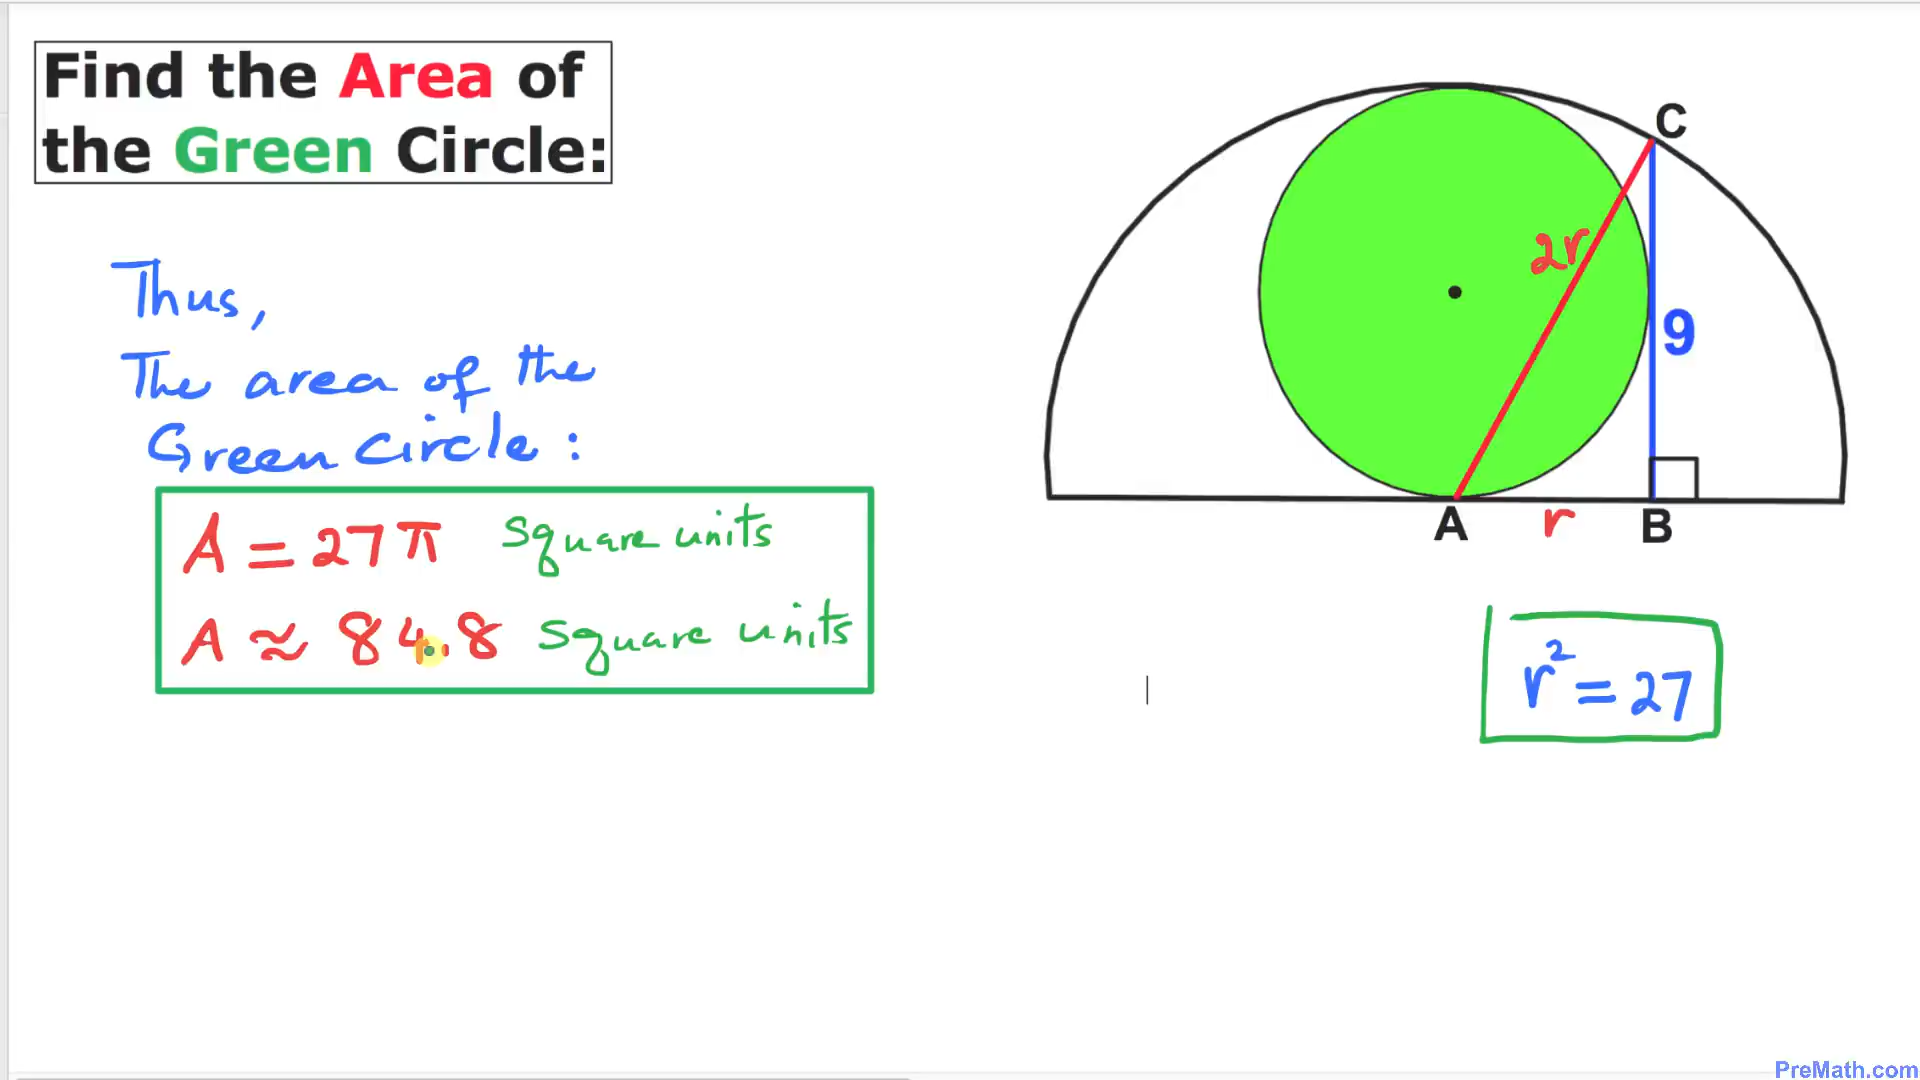 Find the Area of
the Green Circle:
Thus,
The area of the
Green Circle:
A = 27π square units
A ≈ 84.8 square units
C
2r
9
A
r
B
r² = 27
PreMath.com